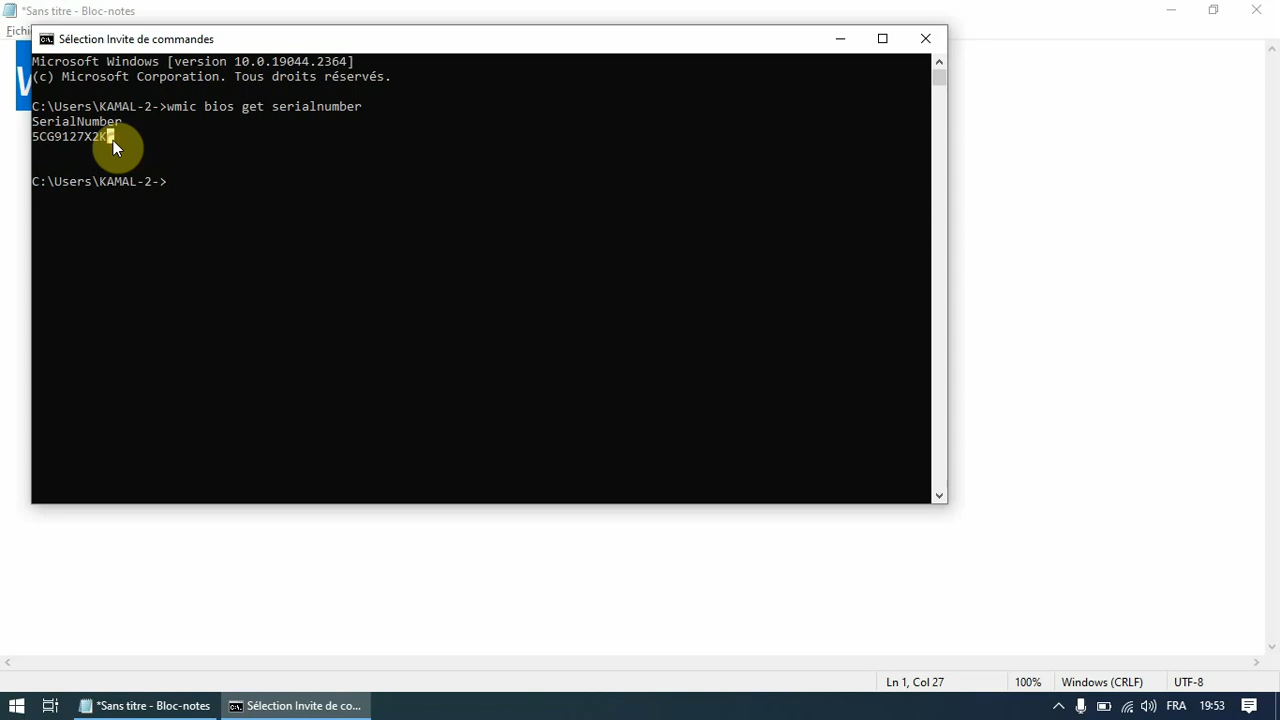 *Sans titre - Bloc-notes
Sélection Invite de commandes
Microsoft Windows [version 10.0.19044.2364]
(c) Microsoft Corporation. Tous droits réservés.
C:\Users\KAMAL-2->wmic bios get serialnumber
SerialNumber
C:\Users\KAMAL-2->
Ln 1, Col 27
100%
Windows (CRLF)
UTF-8
*Sans titre - Bloc-notes
Sélection Invite de co...
FRA
19:53